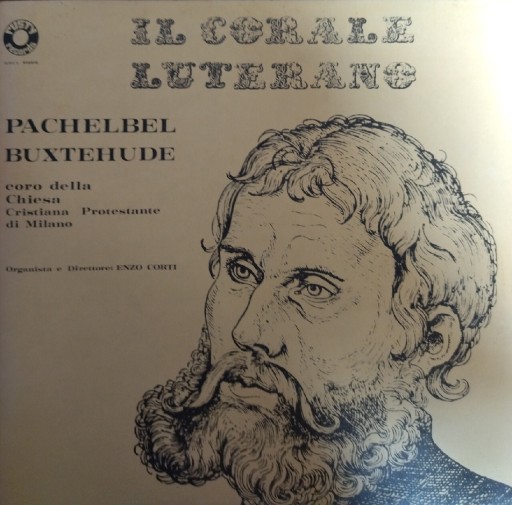 IL CORALE
LUTERANO
PACHELBEL
BUXTEHUDE
coro della
Chiesa
Cristiana Protestante
di Milano
Organista e Direttore: ENZO CORTI